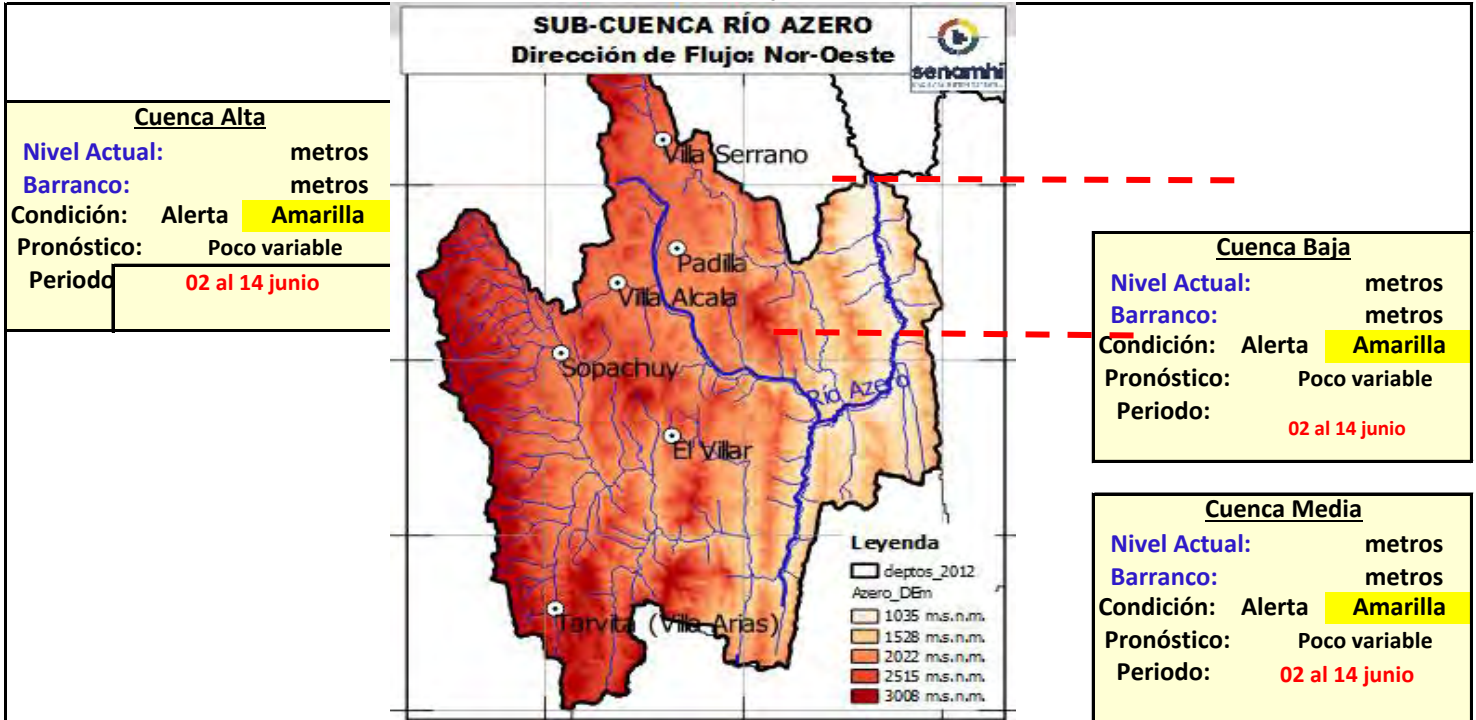 SUB-CUENCA RÍO AZERO
Dirección de Flujo: Nor-Oeste
senamhi
Cuenca Alta
Nivel Actual: metros
Barranco: metros
Condición: Alerta Amarilla
Pronóstico: Poco variable
Periodo
02 al 14 junio
Villa Serrano
Padilla
Villa Alcala
Sopachuy
Río Azero
El Villar
Tarvita (Villa Arias)
Leyenda
deptos_2012
Azero_DEm
1035 m.s.n.m.
1528 m.s.n.m.
2022 m.s.n.m.
2515 m.s.n.m.
3008 m.s.n.m.
Cuenca Baja
Nivel Actual: metros
Barranco: metros
Condición: Alerta Amarilla
Pronóstico: Poco variable
Periodo:
02 al 14 junio
Cuenca Media
Nivel Actual: metros
Barranco: metros
Condición: Alerta Amarilla
Pronóstico: Poco variable
Periodo: 02 al 14 junio